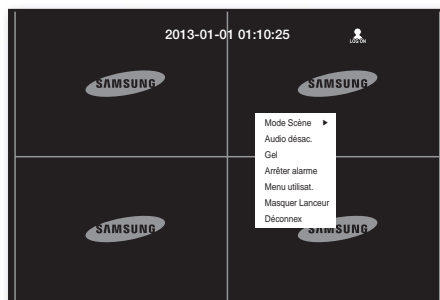 2013-01-01 01:10:25
LOG ON
SAMSUNG
SAMSUNG
Mode Scène
Audio désac.
Gel
Arrêter alarme
Menu utilisat.
Masquer Lanceur
Déconnex
SAMSUNG
SAMSUNG